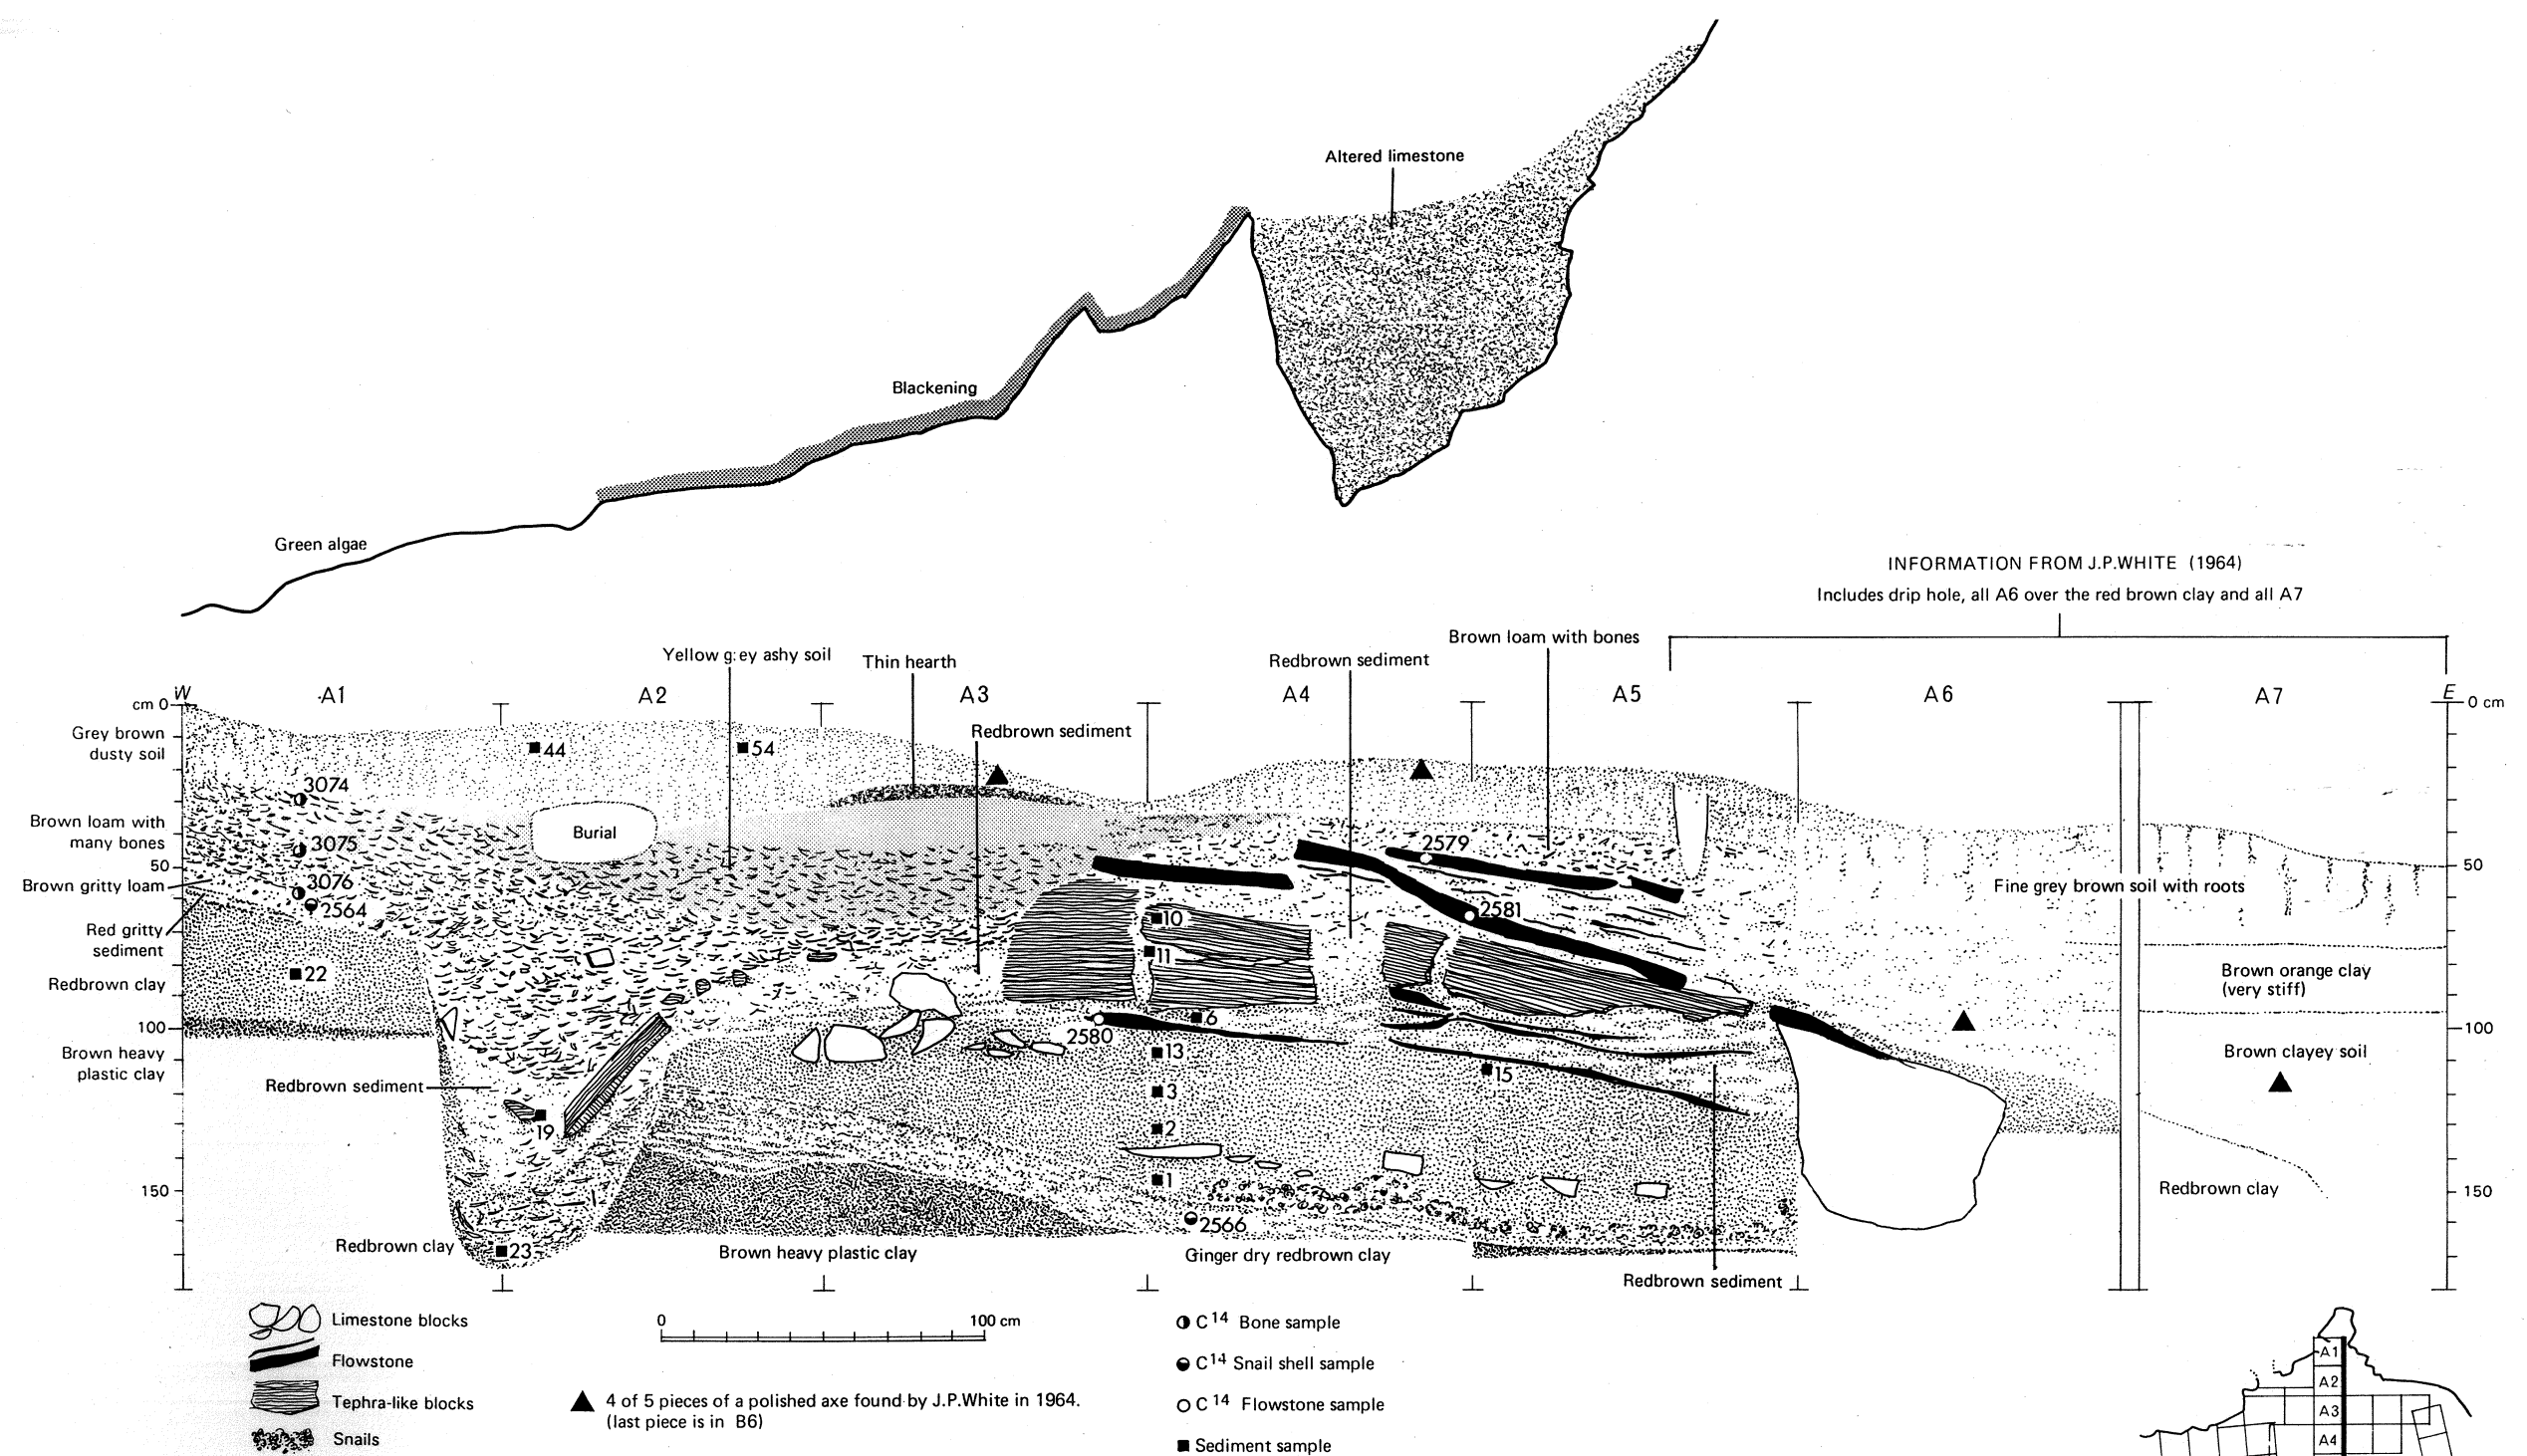 Altered limestone
Blackening
Green algae
INFORMATION FROM J.P.WHITE (1964)
Includes drip hole, all A6 over the red brown clay and all A7
Yellow grey ashy soil
Thin hearth
Redbrown sediment
Brown loam with bones
W
A1
A2
A3
A4
A5
A6
A7
E
cm 0
0 cm
Redbrown sediment
Grey brown
dusty soil
44
54
3074
Brown loam with
many bones
Burial
3075
2579
50
50
Brown gritty loam
3076
2564
Fine grey brown soil with roots
2581
10
Red gritty
sediment
11
22
Redbrown clay
Brown orange clay
(very stiff)
100
100
6
2580
Brown heavy
plastic clay
13
Brown clayey soil
15
Redbrown sediment
3
19
2
1
150
150
Redbrown clay
2566
Redbrown clay
23
Brown heavy plastic clay
Ginger dry redbrown clay
Redbrown sediment
Limestone blocks
Flowstone
Tephra-like blocks
Snails
0
100 cm
4 of 5 pieces of a polished axe found by J.P.White in 1964.
(last piece is in B6)
C14 Bone sample
C14 Snail shell sample
C14 Flowstone sample
Sediment sample
A1
A2
A3
A4